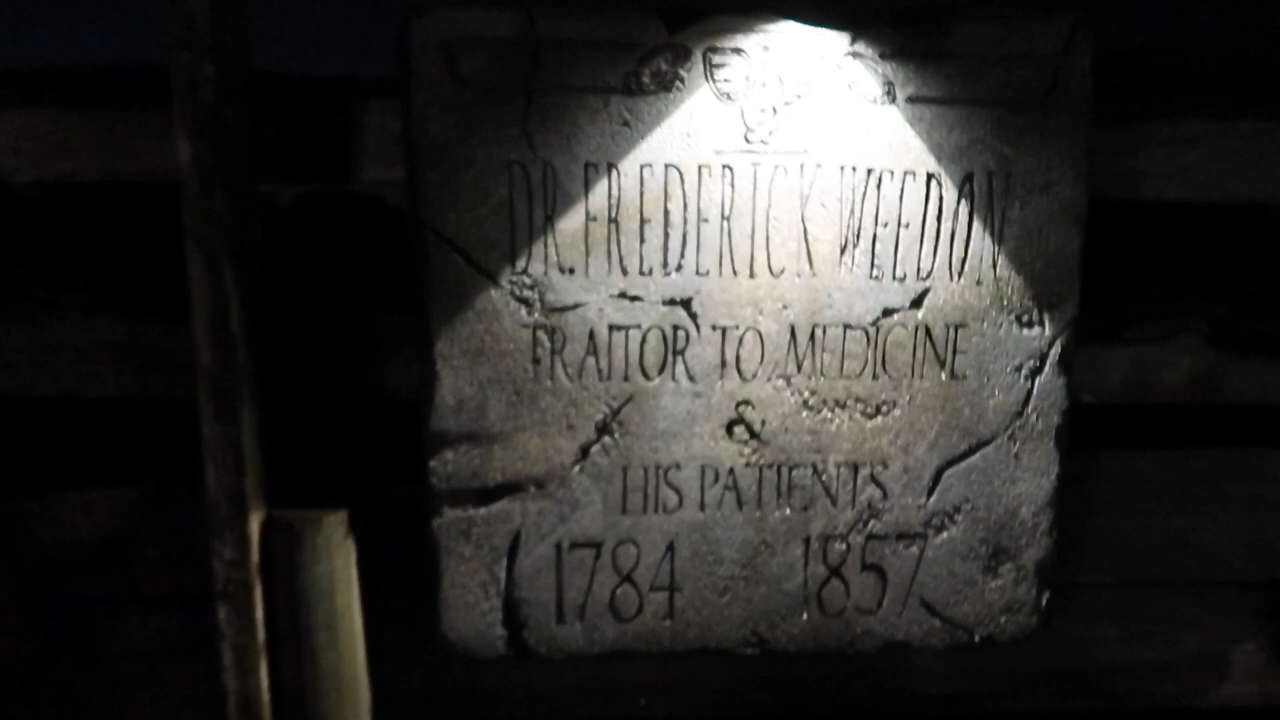 DR. FREDERICK WEEDON
TRAITOR TO MEDICINE
&
HIS PATIENTS
1784 1857